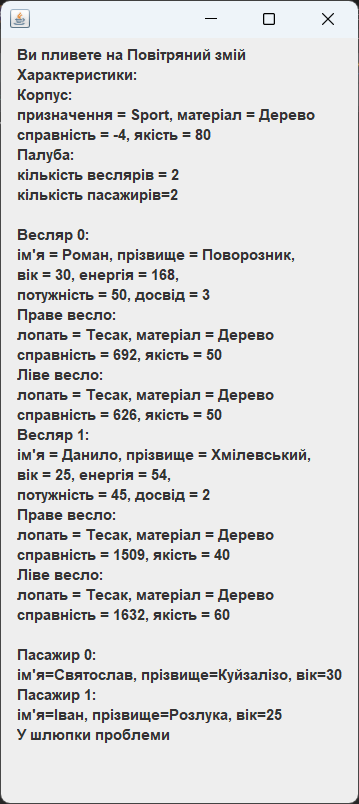 Ви пливете на Повітряний змій
Характеристики:
Корпус:
призначення = Sport, матеріал = Дерево
справність = -4, якість = 80
Палуба:
кількість веслярів = 2
кількість пасажирів=2
Весляр 0:
ім'я = Роман, прізвище = Поворозник,
вік = 30, енергія = 168,
потужність = 50, досвід = 3
Праве весло:
лопать = Тесак, матеріал = Дерево
справність = 692, якість = 50
Ліве весло:
лопать = Тесак, матеріал = Дерево
справність = 626, якість = 50
Весляр 1:
ім'я = Данило, прізвище = Хмілевський,
вік = 25, енергія = 54,
потужність = 45, досвід = 2
Праве весло:
лопать = Тесак, матеріал = Дерево
справність = 1509, якість = 40
Ліве весло:
лопать = Тесак, матеріал = Дерево
справність = 1632, якість = 60
Пасажир 0:
ім'я=Святослав, прізвище=Куйзалізо, вік=30
Пасажир 1:
ім'я=Іван, прізвище=Розлука, вік=25
У шлюпки проблеми